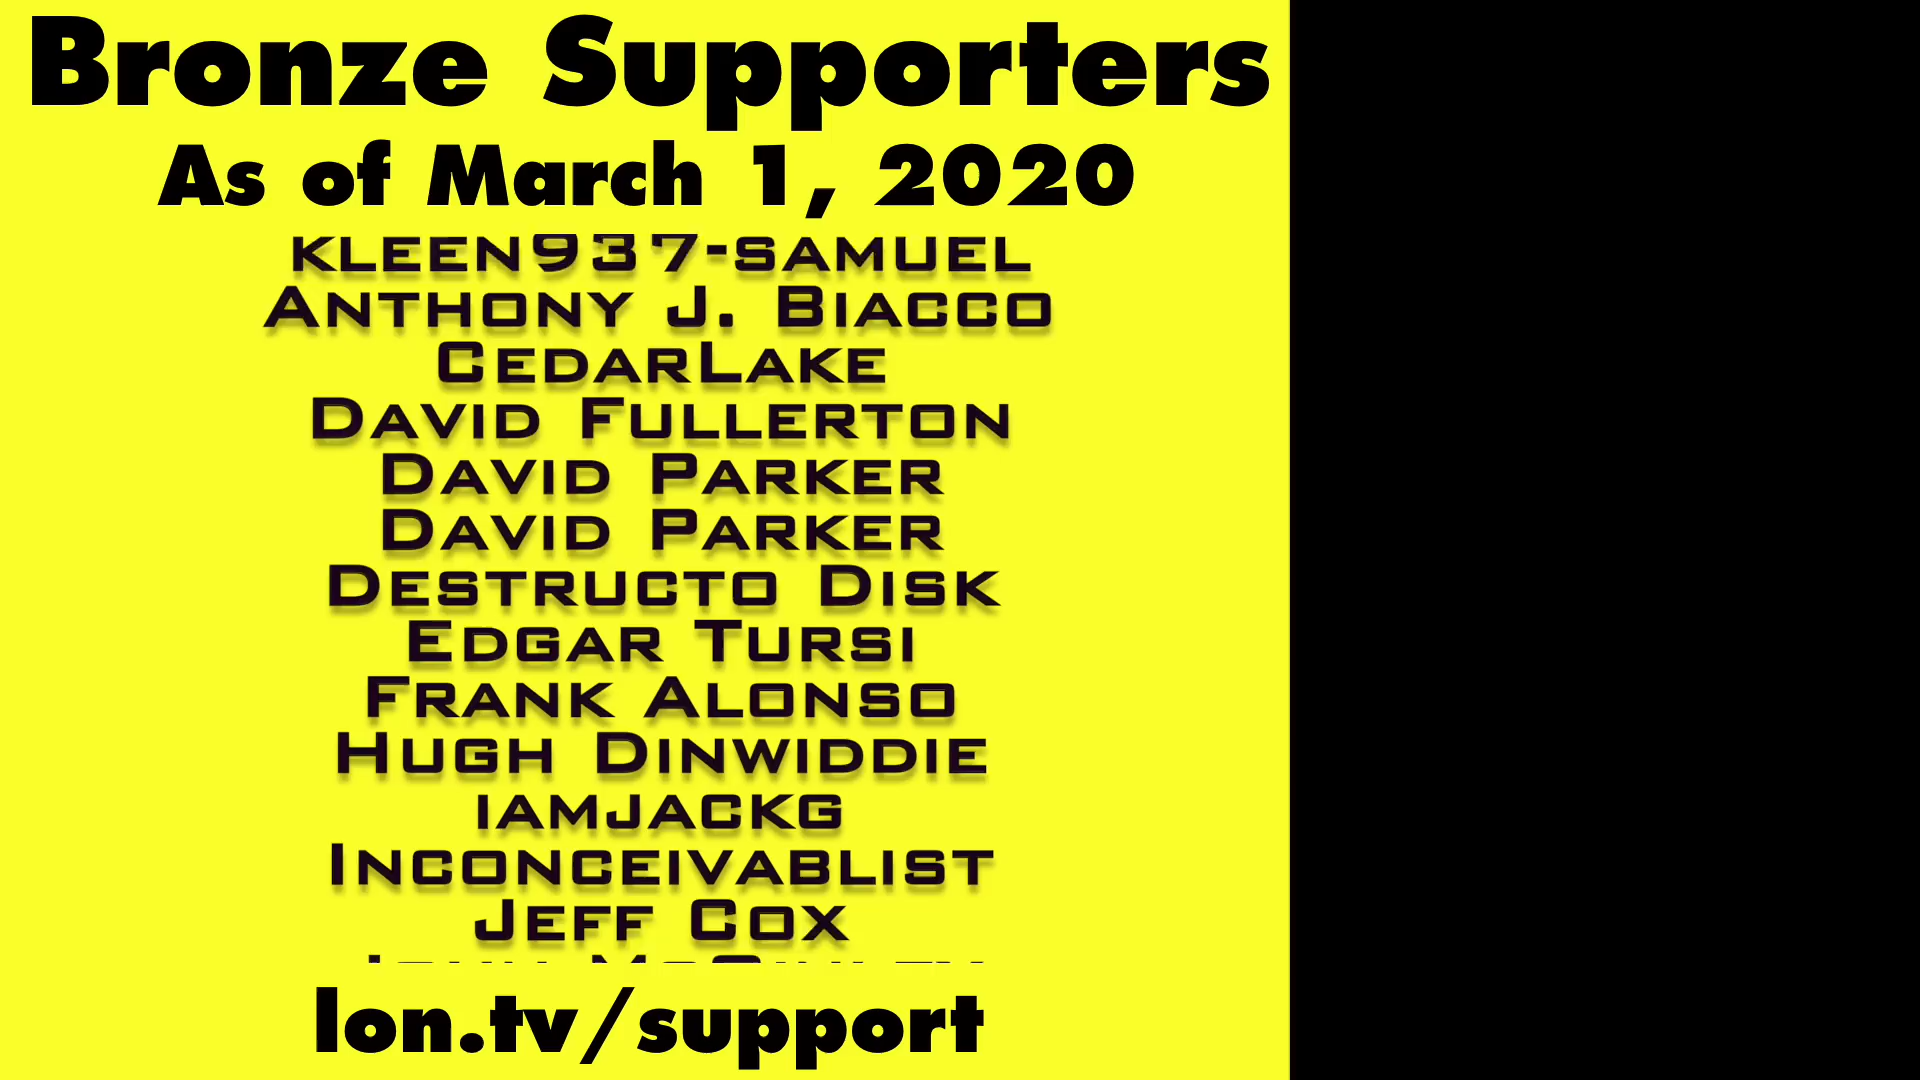 Bronze Supporters
As of March 1, 2020
kleen937-samuel
Anthony J. Biacco
CedarLake
David Fullerton
David Parker
David Parker
Destructo Disk
Edgar Tursi
Frank Alonso
Hugh Dinwiddie
iamjackg
Inconceivablist
Jeff Cox
lon.tv/support